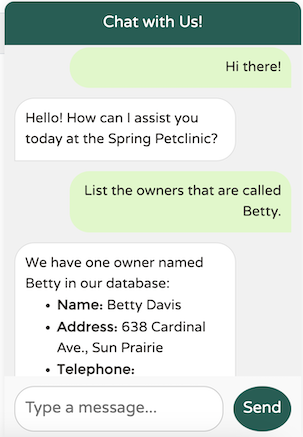 Chat with Us!
Hi there!
Hello! How can I assist you
today at the Spring Petclinic?
List the owners that are called
Betty.
We have one owner named
Betty in our database:
• Name: Betty Davis
• Address: 638 Cardinal
Ave., Sun Prairie
• Telephone:
Type a message...
Send